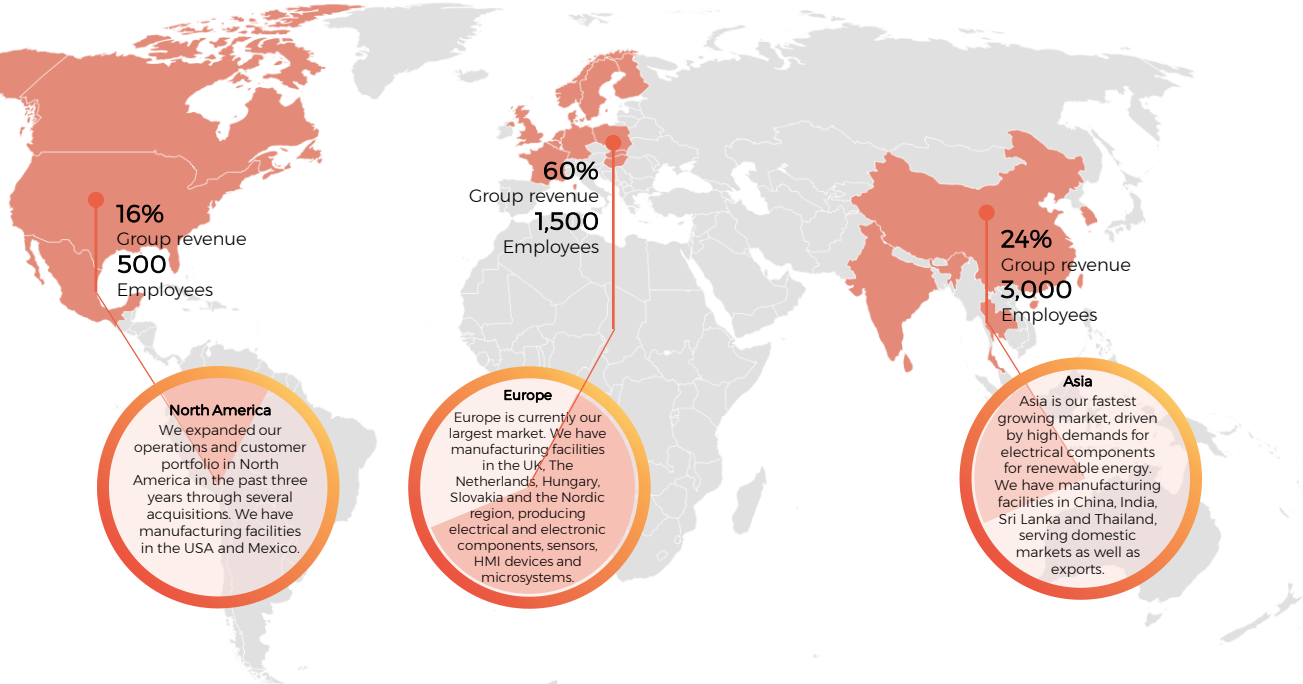 16%
Group revenue
500
Employees
60%
Group revenue
1,500
Employees
24%
Group revenue
3,000
Employees
North America
We expanded our
operations and customer
portfolio in North
America in the past three
years through several
acquisitions. We have
manufacturing facilities
in the USA and Mexico.
Europe
Europe is currently our
largest market. We have
manufacturing facilities
in the UK, The
Netherlands, Hungary,
Slovakia and the Nordic
region, producing
electrical and electronic
components, sensors,
HMI devices and
microsystems.
Asia
Asia is our fastest
growing market, driven
by high demands for
electrical components
for renewable energy.
We have manufacturing
facilities in China, India,
Sri Lanka and Thailand,
serving domestic
markets as well as
exports.